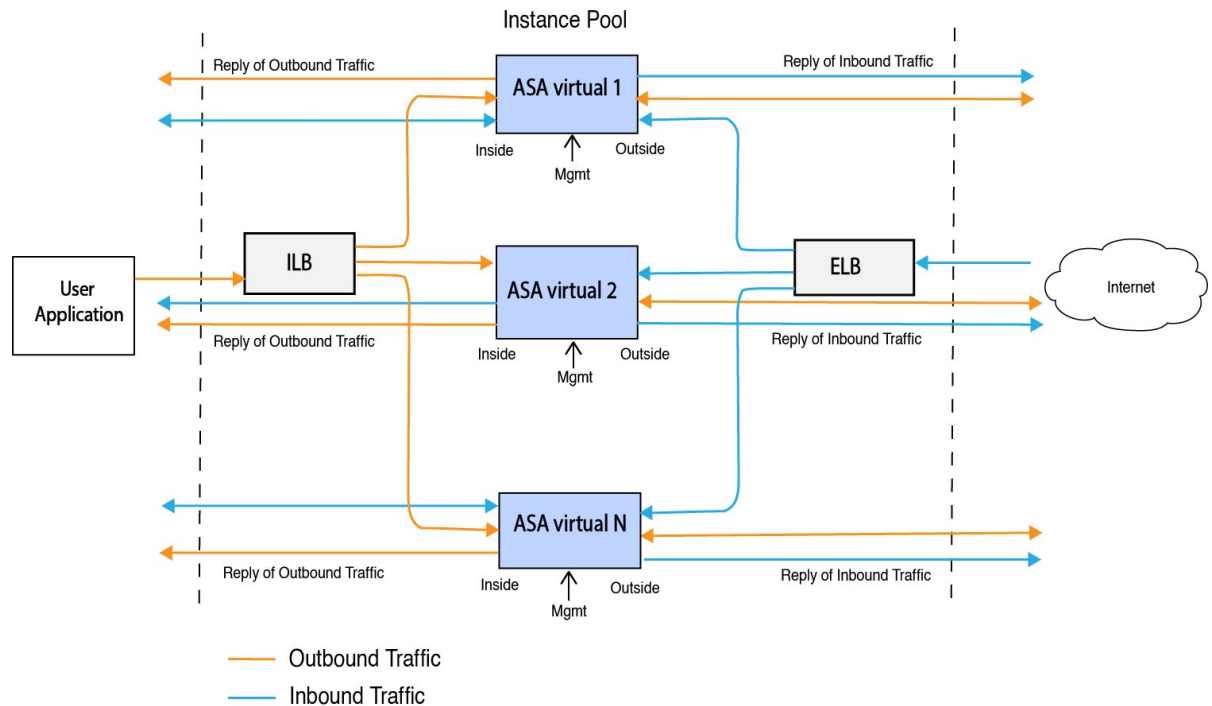 Instance Pool
Reply of Outbound Traffic
ASA virtual 1
Reply of Inbound Traffic
Inside
Outside
Mgmt
User
Application
ILB
ASA virtual 2
ELB
Internet
Reply of Outbound Traffic
Inside
Outside
Reply of Inbound Traffic
Mgmt
ASA virtual N
Reply of Outbound Traffic
Inside
Outside
Reply of Inbound Traffic
Mgmt
Outbound Traffic
Inbound Traffic